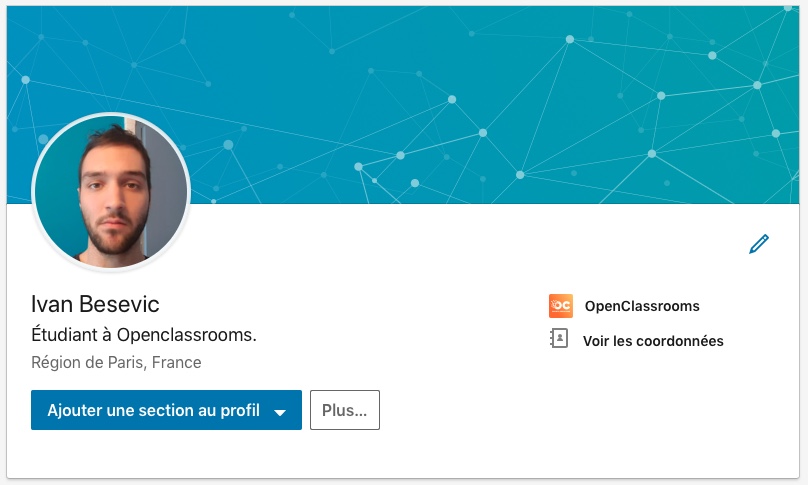 Ivan Besevic
Étudiant à Openclassrooms.
Région de Paris, France
Ajouter une section au profil
Plus...
OC
OpenClassrooms
Voir les coordonnées